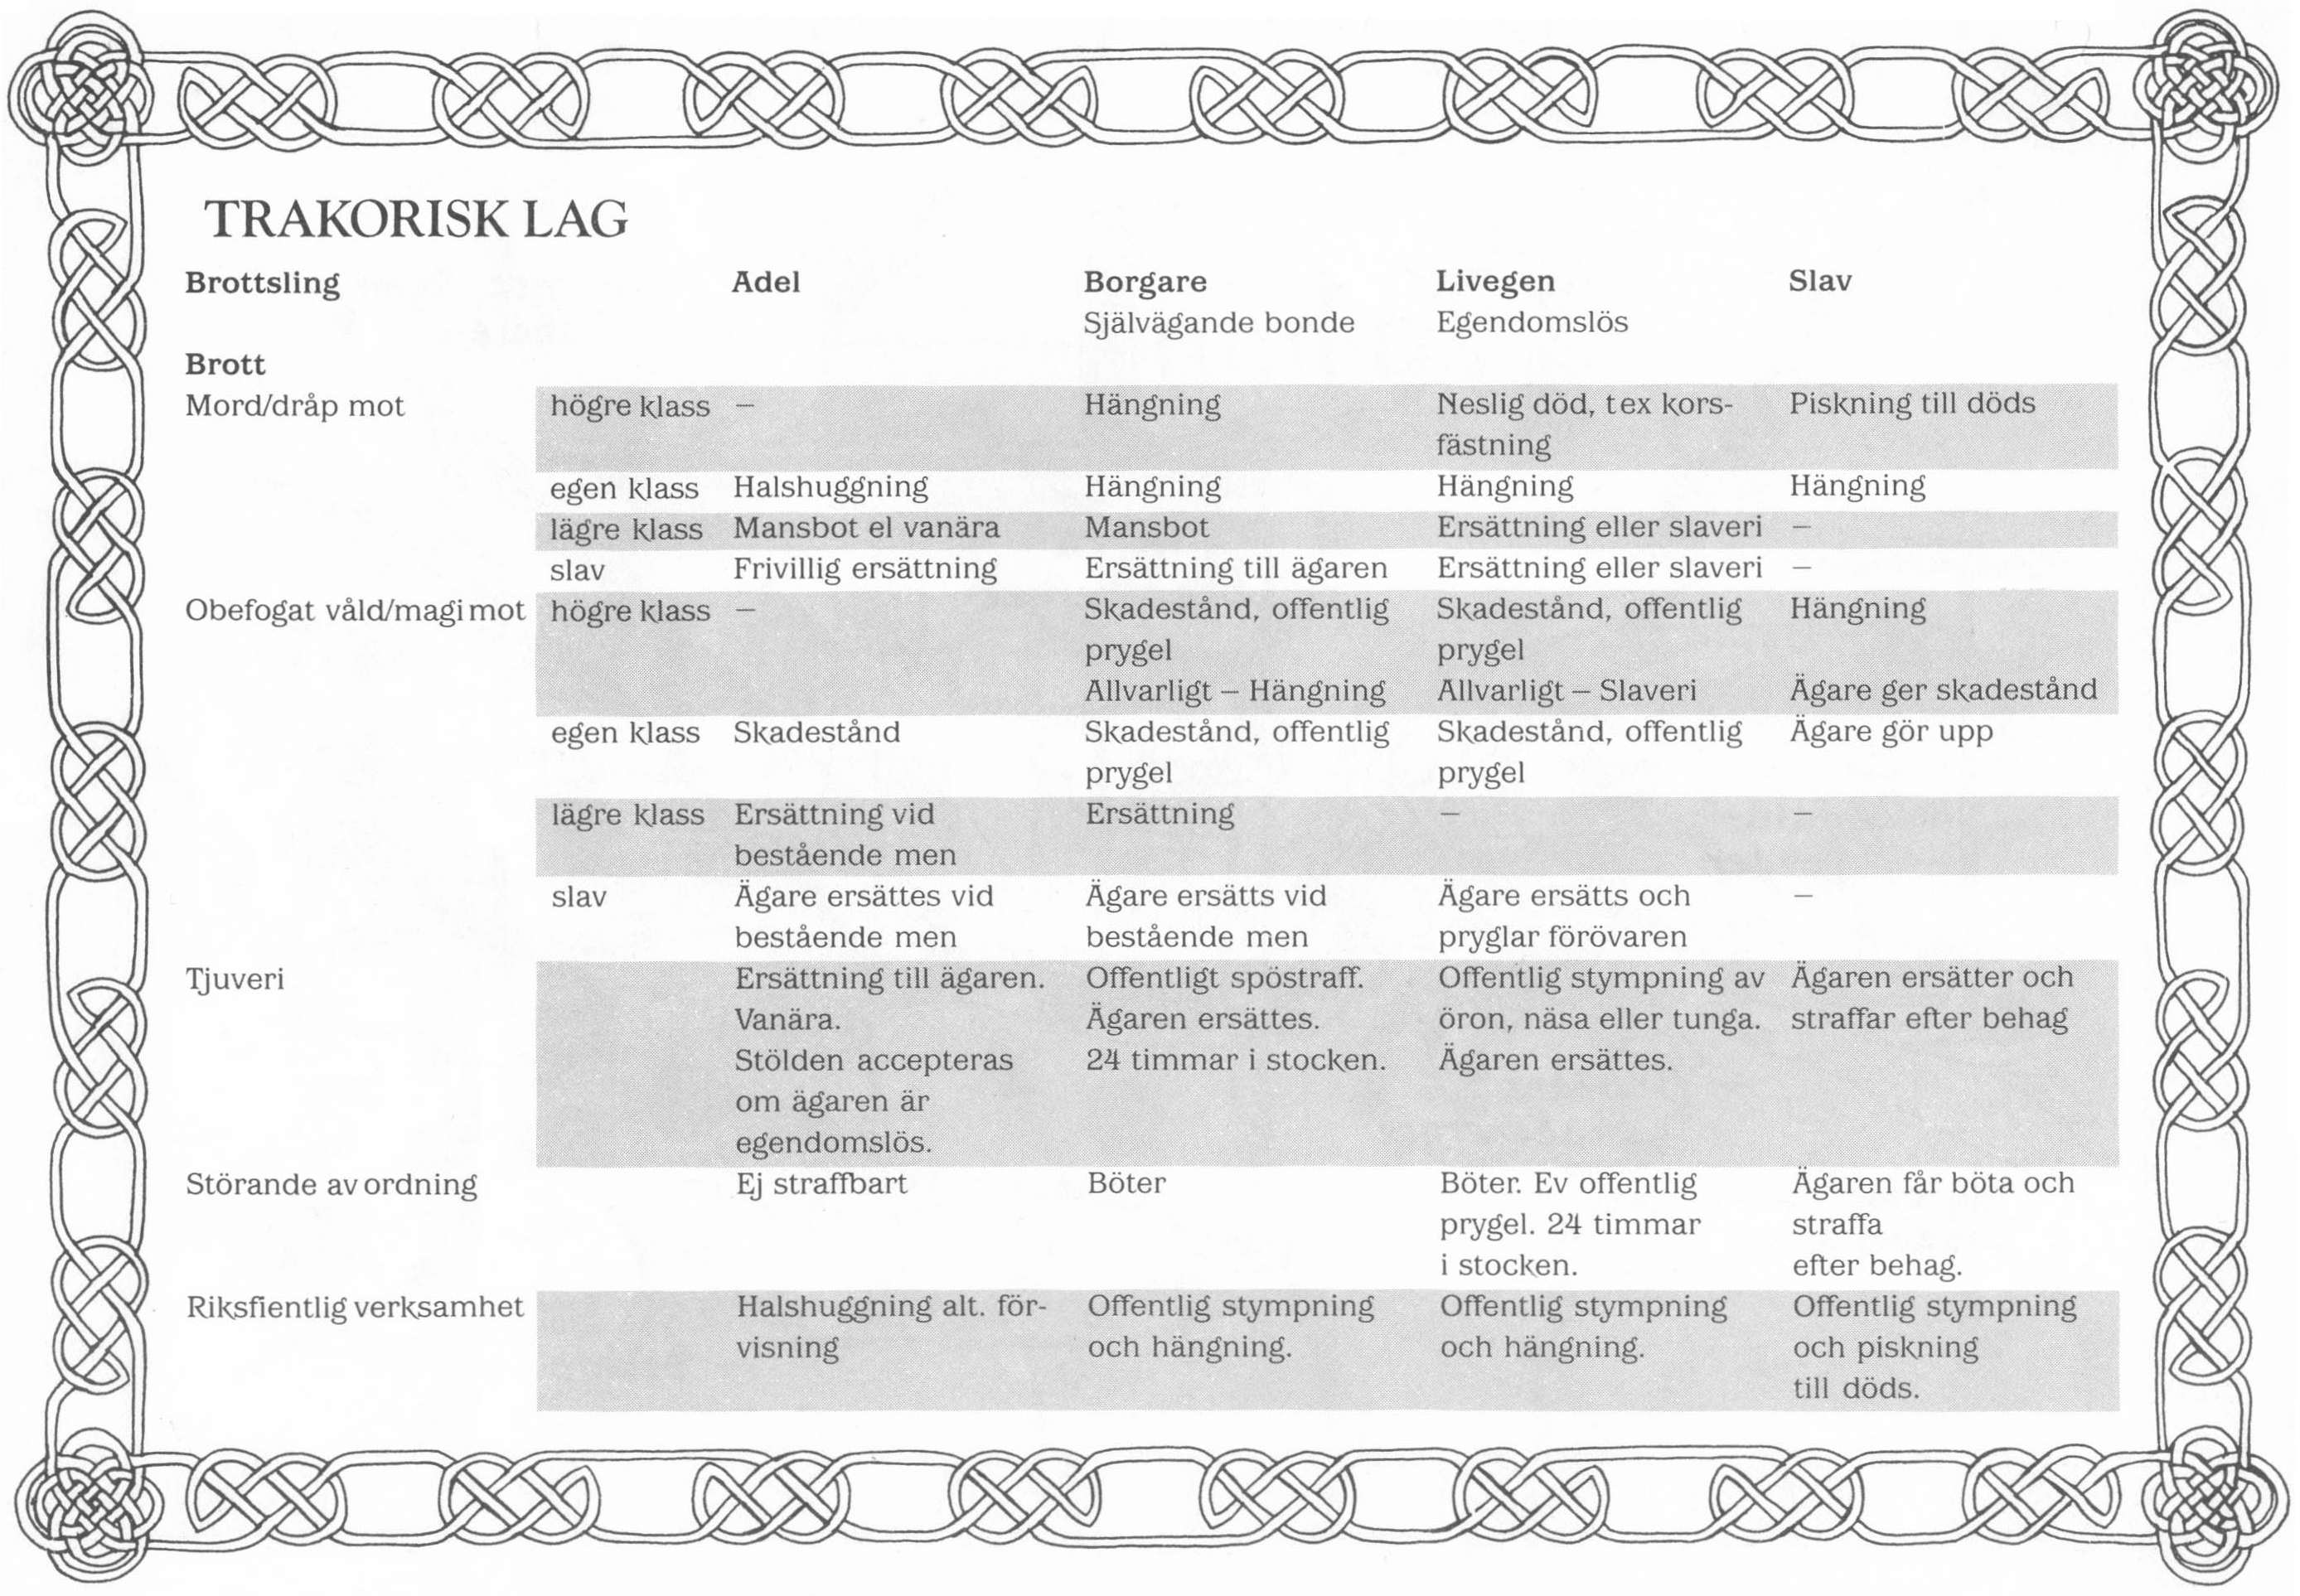 TRAKORISK LAG
Brottsling Adel Borgare Livegen Slav
Självägande bonde Egendomslös
Brott
Mord/dråp mot högre klass – Hängning Neslig död, tex kors- Piskning till döds
fästning
egen klass Halshuggning Hängning Hängning Hängning
lägre klass Mansbot el vanära Mansbot Ersättning eller slaveri –
slav Frivillig ersättning Ersättning till ägaren Ersättning eller slaveri –
Obefogat våld/magi mot högre klass – Skadestånd, offentlig Skadestånd, offentlig Hängning
prygel prygel
Allvarligt – Hängning Allvarligt – Slaveri Ägare ger skadestånd
egen klass Skadestånd Skadestånd, offentlig Skadestånd, offentlig Ägare gör upp
prygel prygel
lägre klass Ersättning vid Ersättning – –
bestående men
slav Ägare ersättes vid Ägare ersätts vid Ägare ersätts och –
bestående men bestående men pryglar förövaren
Tjuveri Ersättning till ägaren. Offentligt spöstraff. Offentlig stympning av Ägaren ersätter och
Vanära. Ägaren ersättes. öron, näsa eller tunga. straffar efter behag
Stölden accepteras 24 timmar i stocken. Ägaren ersättes.
om ägaren är
egendomslös.
Störande av ordning Ej straffbart Böter Böter. Ev offentlig Ägaren får böta och
prygel. 24 timmar straffa
i stocken. efter behag.
Riksfientlig verksamhet Halshuggning alt. för- Offentlig stympning Offentlig stympning Offentlig stympning
visning och hängning. och hängning. och piskning
till döds.